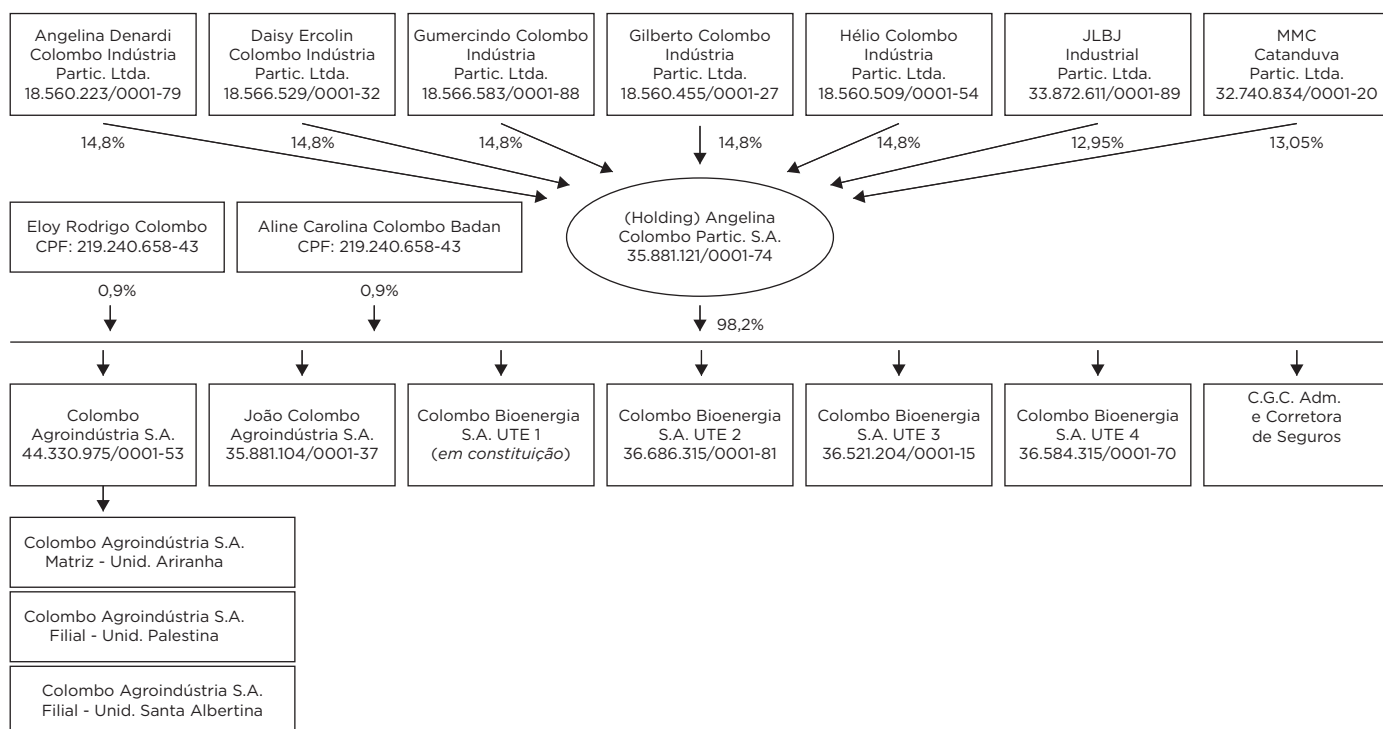 Angelina Denardi
Colombo Indústria
Partic. Ltda.
18.560.223/0001-79
Daisy Ercolin
Colombo Indústria
Partic. Ltda.
18.566.529/0001-32
Gumercindo Colombo
Indústria
Partic. Ltda.
18.566.583/0001-88
Gilberto Colombo
Indústria
Partic. Ltda.
18.560.455/0001-27
Hélio Colombo
Indústria
Partic. Ltda.
18.560.509/0001-54
JLBJ
Industrial
Partic. Ltda.
33.872.611/0001-89
MMC
Catanduva
Partic. Ltda.
32.740.834/0001-20
14,8%
14,8%
14,8%
14,8%
14,8%
12,95%
13,05%
Eloy Rodrigo Colombo
CPF: 219.240.658-43
Aline Carolina Colombo Badan
CPF: 219.240.658-43
(Holding) Angelina
Colombo Partic. S.A.
35.881.121/0001-74
0,9%
0,9%
98,2%
Colombo
Agroindústria S.A.
44.330.975/0001-53
João Colombo
Agroindústria S.A.
35.881.104/0001-37
Colombo Bioenergia
S.A. UTE 1
(em constituição)
Colombo Bioenergia
S.A. UTE 2
36.686.315/0001-81
Colombo Bioenergia
S.A. UTE 3
36.521.204/0001-15
Colombo Bioenergia
S.A. UTE 4
36.584.315/0001-70
C.G.C. Adm.
e Corretora
de Seguros
Colombo Agroindústria S.A.
Matriz - Unid. Ariranha
Colombo Agroindústria S.A.
Filial - Unid. Palestina
Colombo Agroindústria S.A.
Filial - Unid. Santa Albertina